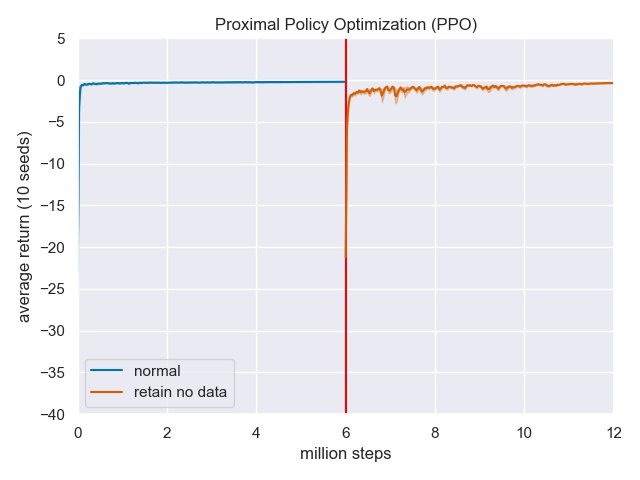 Proximal Policy Optimization (PPO)
average return (10 seeds)
5
0
−5
−10
−15
−20
−25
−30
−35
−40
normal
retain no data
0 2 4 6 8 10 12
million steps